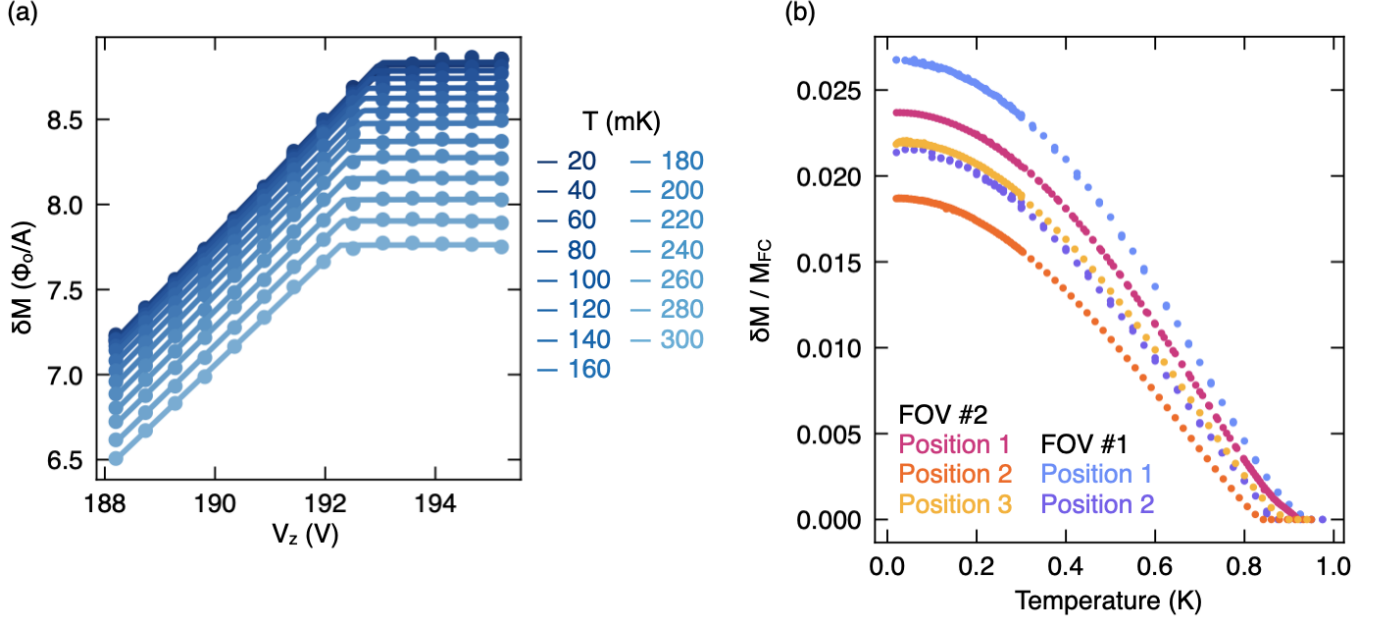 (a)
δM (Φ₀/A)
8.5
8.0
7.5
7.0
6.5
188
190
192
194
V_z (V)
T (mK)
20
40
60
80
100
120
140
160
180
200
220
240
260
280
300
(b)
δM / M_FC
0.025
0.020
0.015
0.010
0.005
0.000
0.0
0.2
0.4
0.6
0.8
1.0
Temperature (K)
FOV #2
Position 1
Position 2
Position 3
FOV #1
Position 1
Position 2